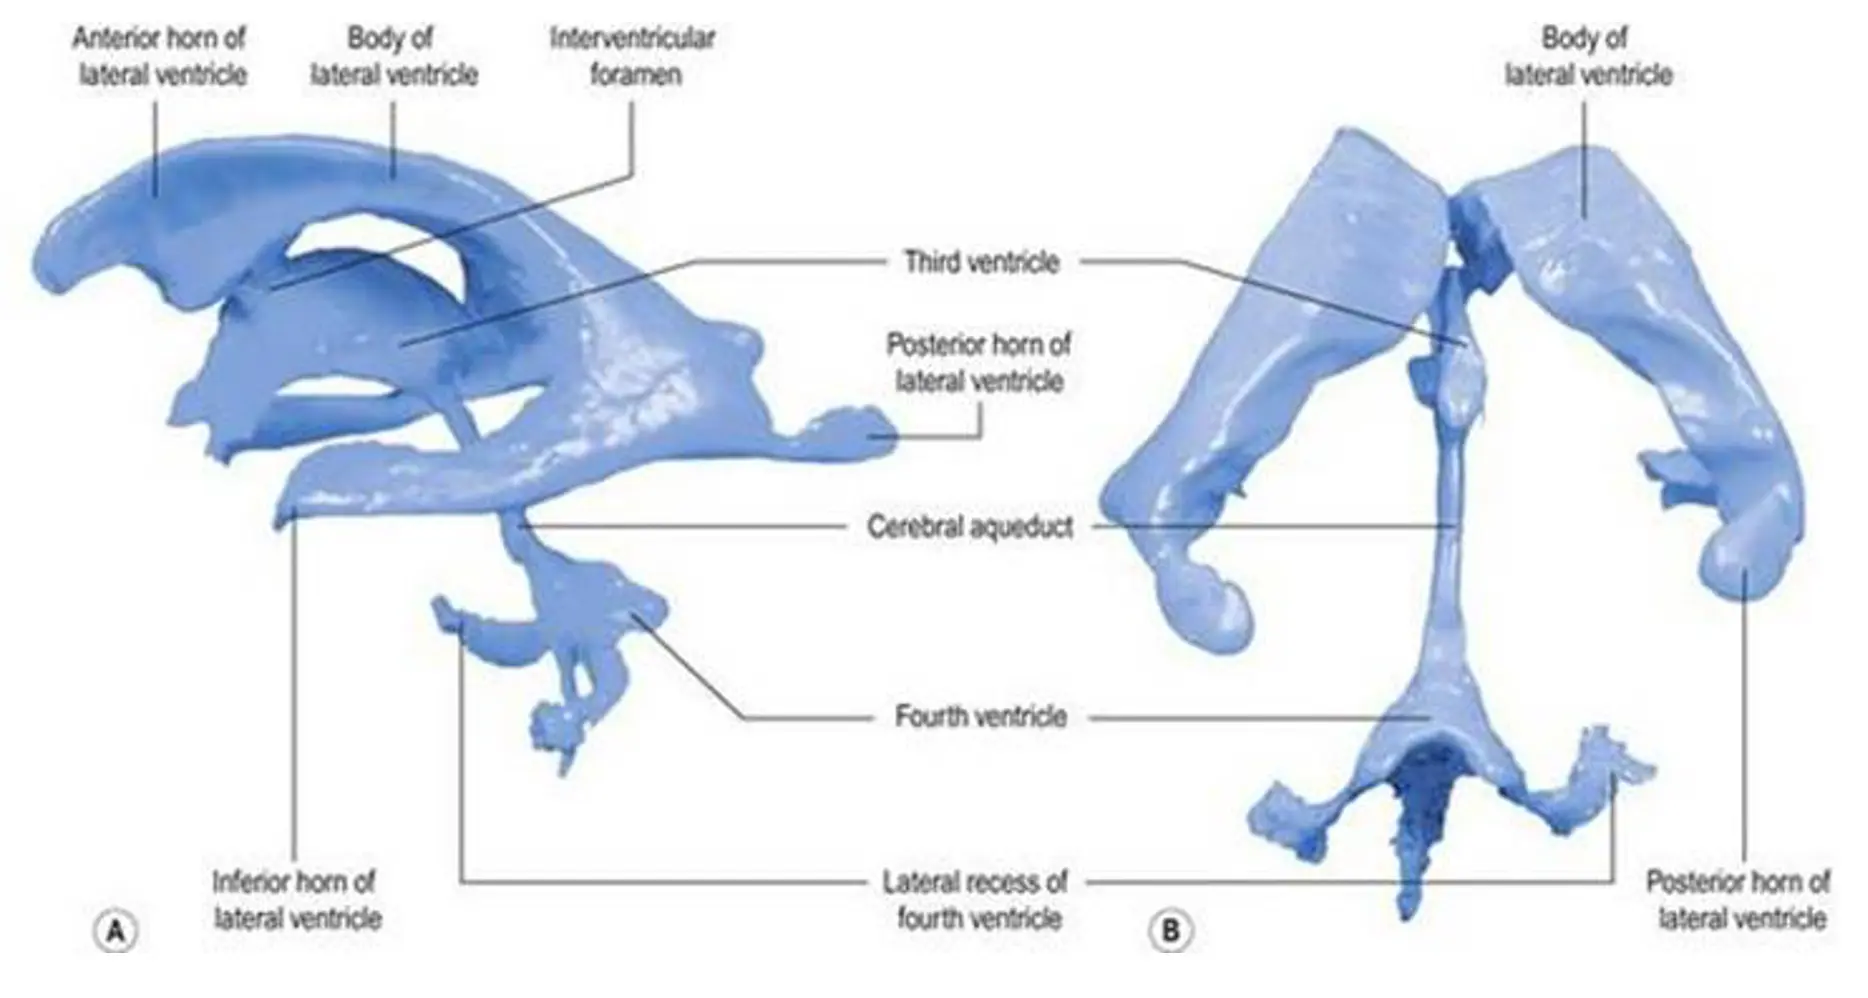 Anterior horn of
lateral ventricle
Body of
lateral ventricle
Interventricular
foramen
Body of
lateral ventricle
Third ventricle
Posterior horn of
lateral ventricle
Cerebral aqueduct
Fourth ventricle
Inferior horn of
lateral ventricle
Lateral recess of
fourth ventricle
Posterior horn of
lateral ventricle
A
B